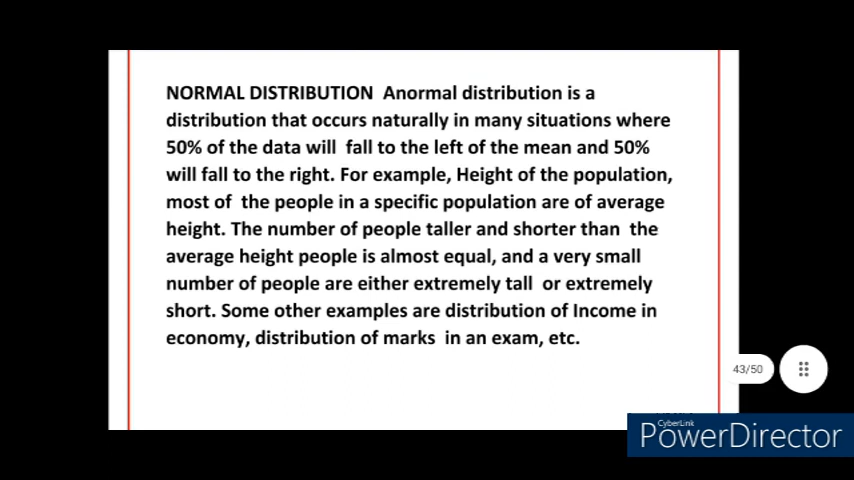 NORMAL DISTRIBUTION Anormal distribution is a
distribution that occurs naturally in many situations where
50% of the data will fall to the left of the mean and 50%
will fall to the right. For example, Height of the population,
most of the people in a specific population are of average
height. The number of people taller and shorter than the
average height people is almost equal, and a very small
number of people are either extremely tall or extremely
short. Some other examples are distribution of Income in
economy, distribution of marks in an exam, etc.
43/50
CyberLink
PowerDirector